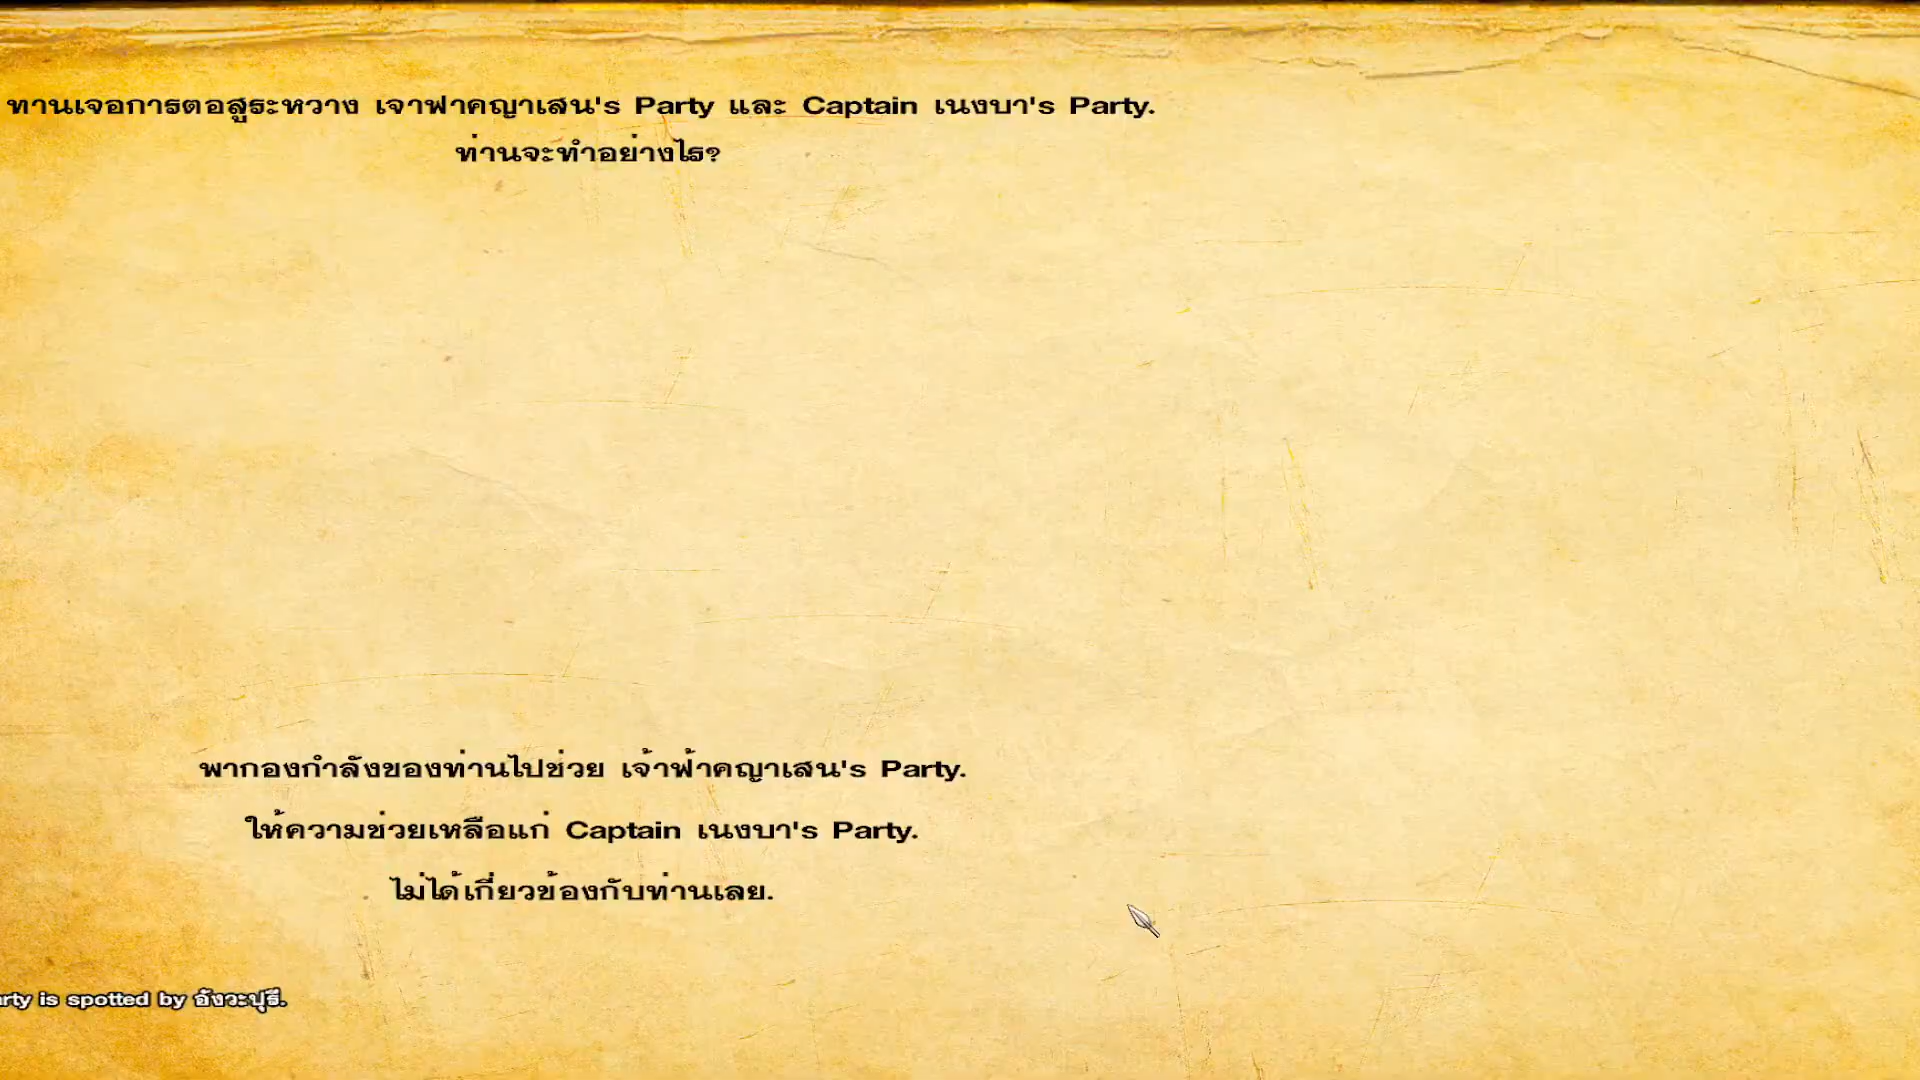 ทานเจอการตอสูระหวาง เจาฟาคญาเสน's Party และ Captain เนงบา's Party.
ท่านจะทำอย่างไร?
พากองกำลังของท่านไปช่วย เจ้าฟ้าคญาเสน's Party.
ให้ความช่วยเหลือแก่ Captain เนงบา's Party.
ไม่ได้เกี่ยวข้องกับท่านเลย.
arty is spotted by อังวะปุรี.